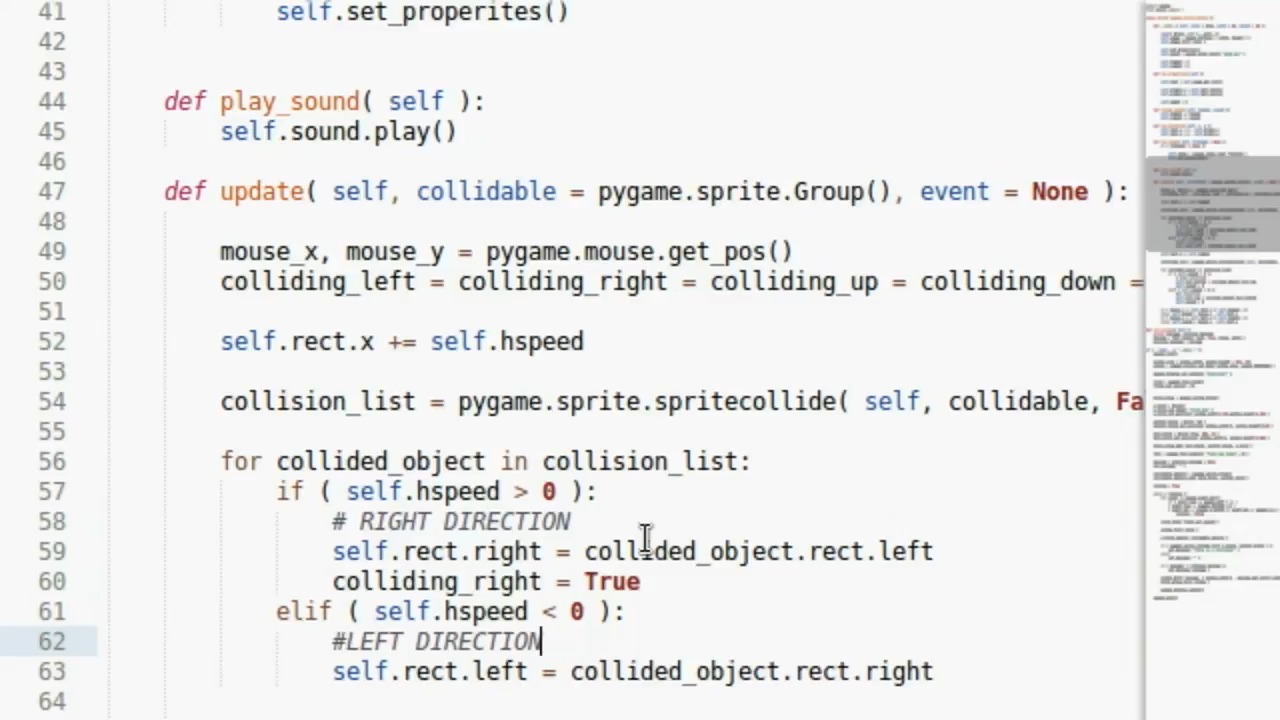 41 self.set_properites()
42
43
44 def play_sound( self ):
45 self.sound.play()
46
47 def update( self, collidable = pygame.sprite.Group(), event = None ):
48
49 mouse_x, mouse_y = pygame.mouse.get_pos()
50 colliding_left = colliding_right = colliding_up = colliding_down =
51
52 self.rect.x += self.hspeed
53
54 collision_list = pygame.sprite.spritecollide( self, collidable, Fa
55
56 for collided_object in collision_list:
57 if ( self.hspeed > 0 ):
58 # RIGHT DIRECTION
59 self.rect.right = collided_object.rect.left
60 colliding_right = True
61 elif ( self.hspeed < 0 ):
62 #LEFT DIRECTION
63 self.rect.left = collided_object.rect.right
64